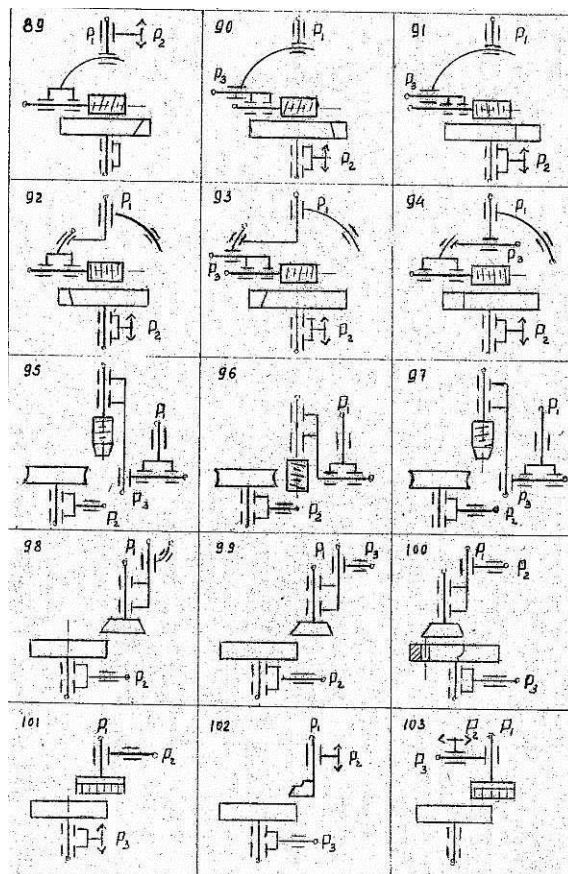 89 P₁ P₂
90 P₁ P₃ P₂
91 P₁ P₃ P₂
92 P₁ P₂
93 P₁ P₃ P₂
94 P₁ P₃ P₂
95 P₁ P₃ P₂
96 P₁ P₂
97 P₁ P₃ P₂
98 P₁ P₂
99 P₁ P₃ P₂
100 P₁ P₂ P₃
101 P₁ P₂ P₃
102 P₁ P₂ P₃
103 P₂ P₁ P₃